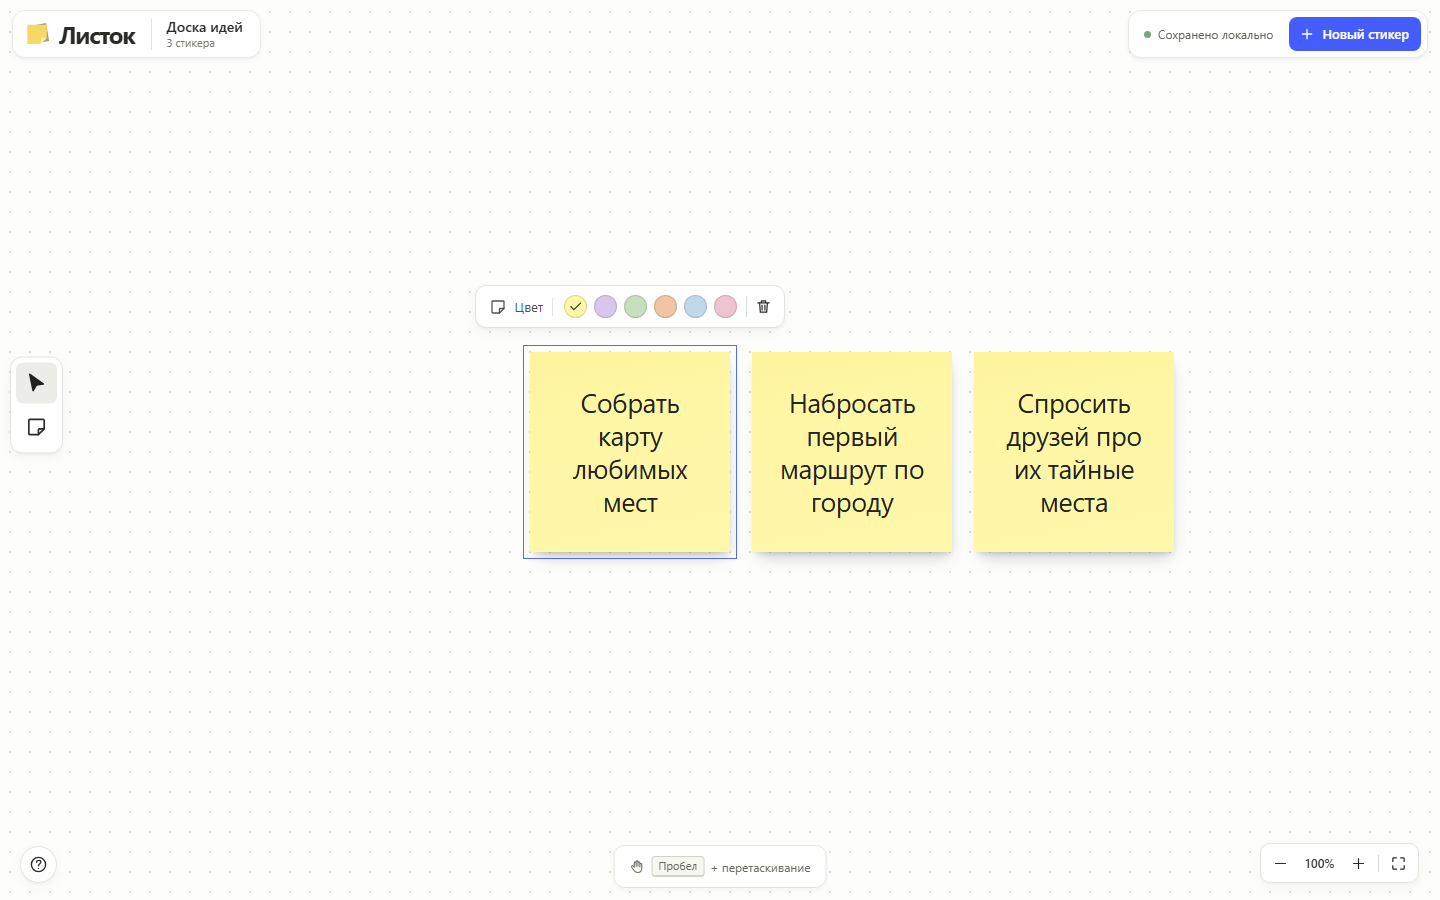 Листок
Доска идей
3 стикера
Сохранено локально
Новый стикер
Цвет
Собрать
карту
любимых
мест
Набросать
первый
маршрут по
городу
Спросить
друзей про
их тайные
места
Пробел + перетаскивание
100%